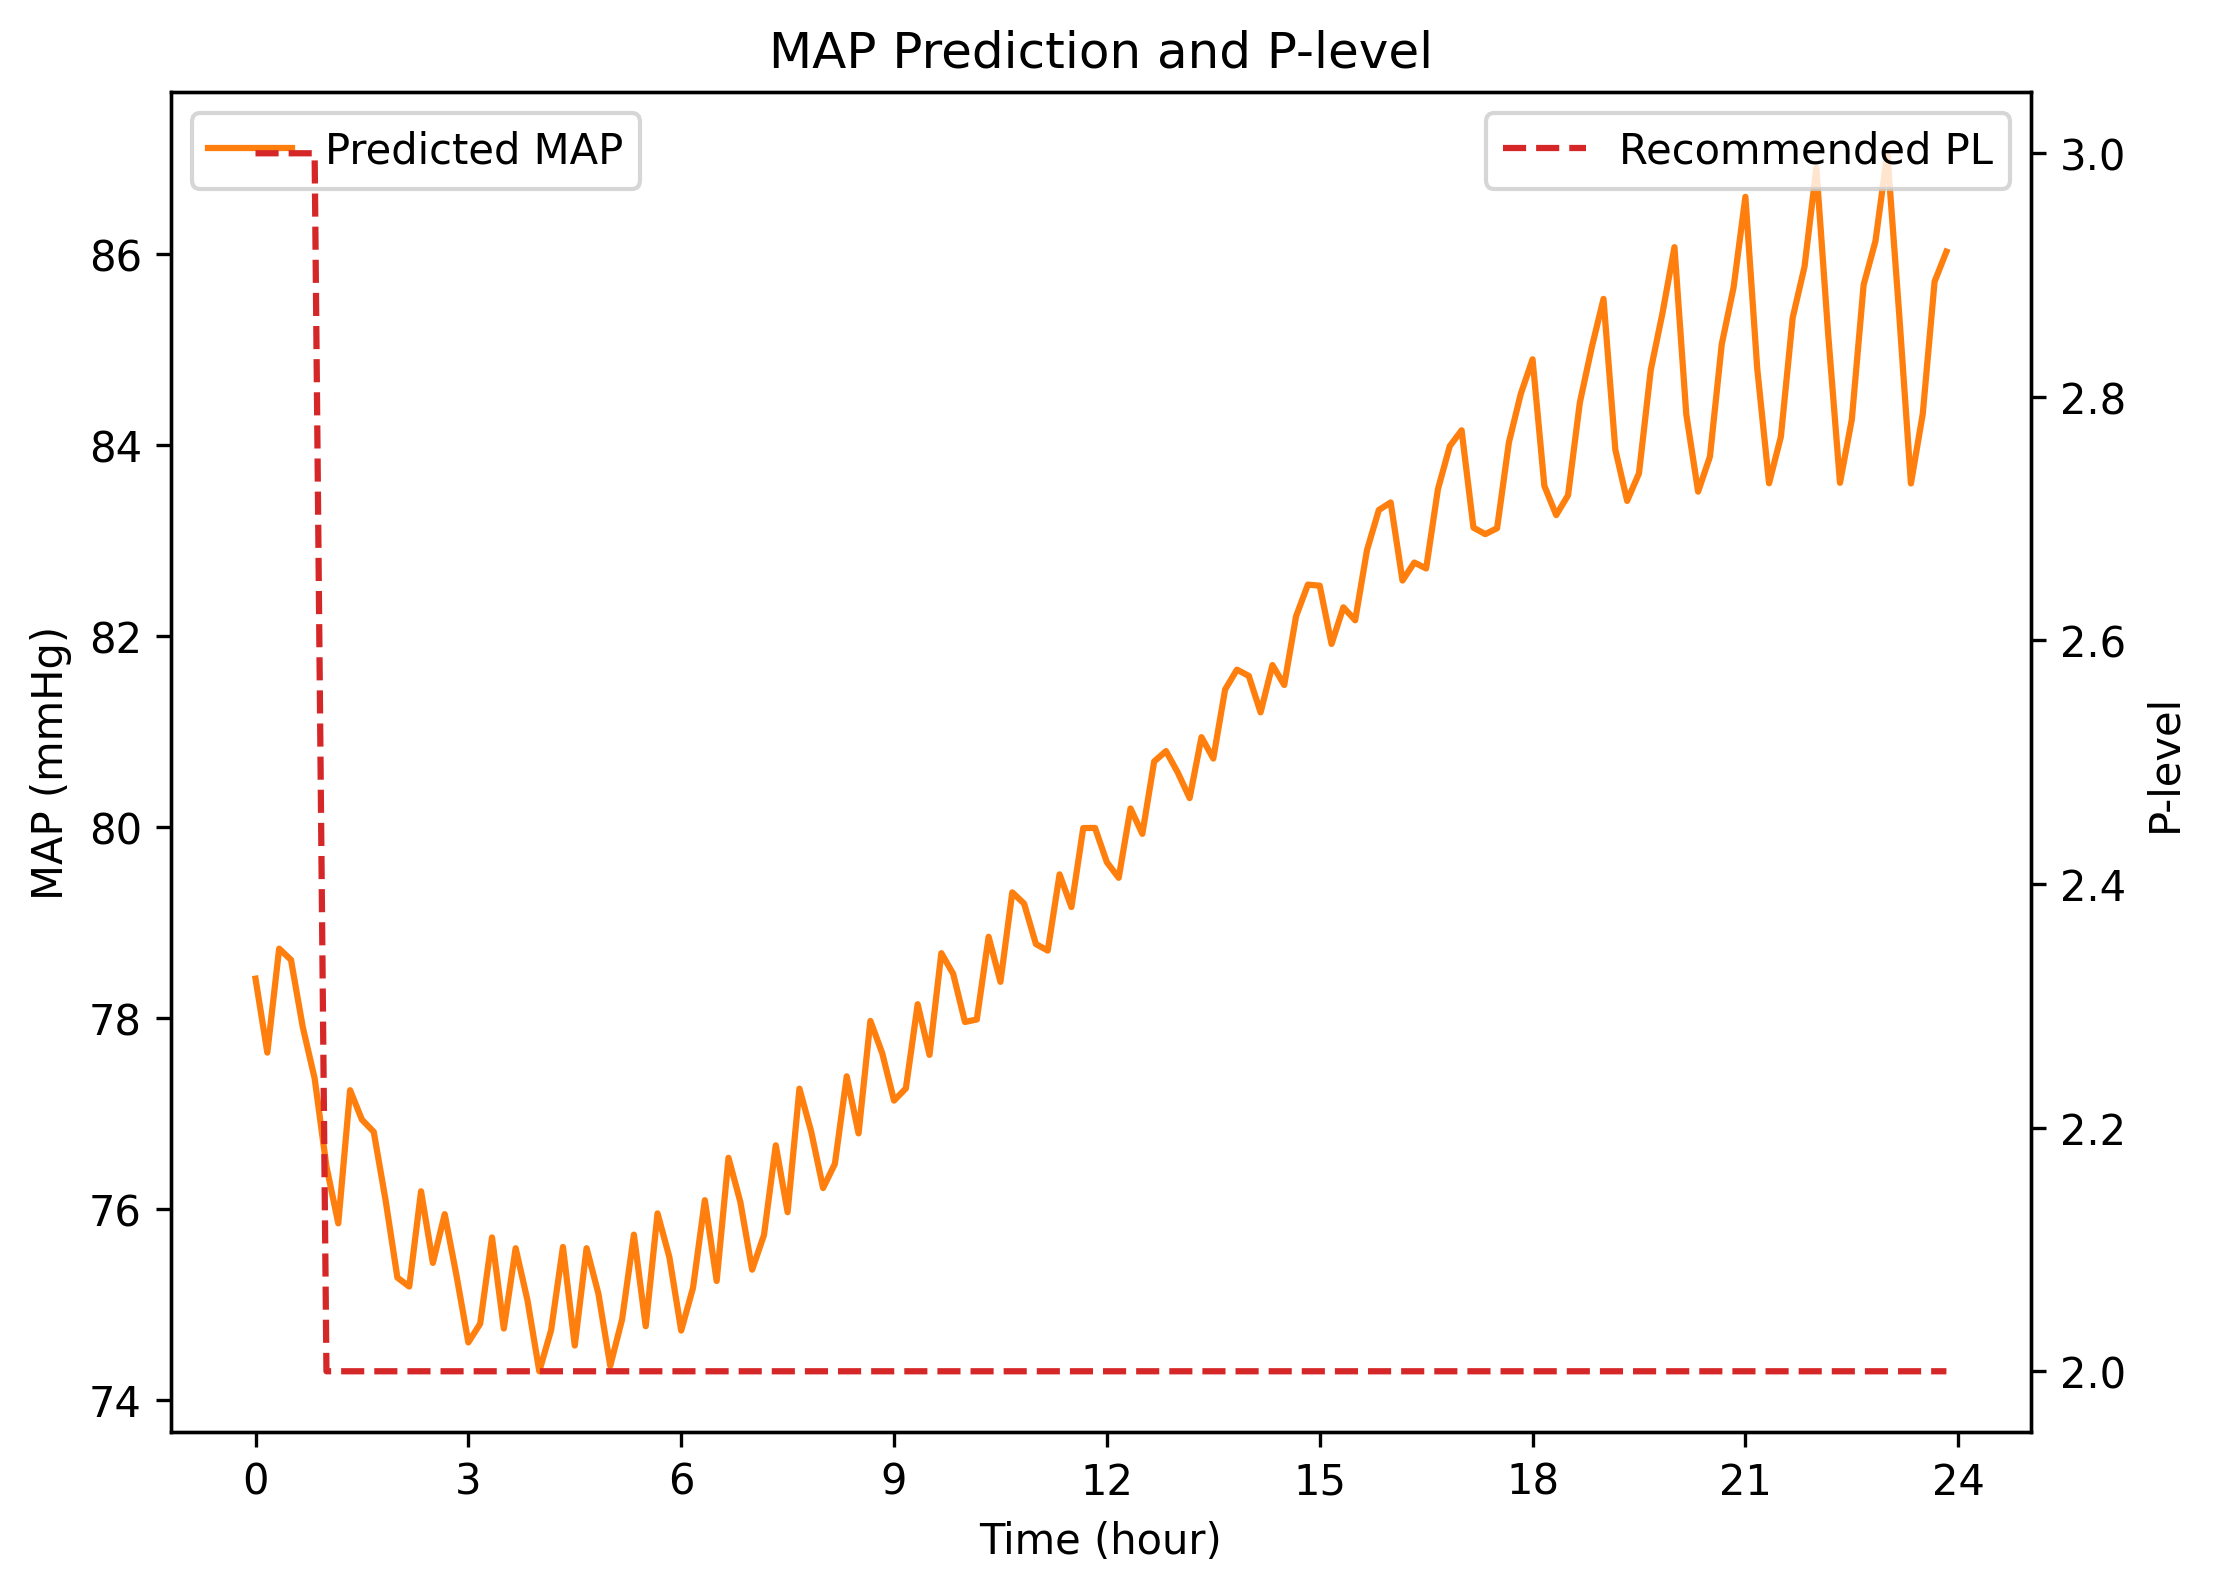 MAP Prediction and P-level
Predicted MAP
Recommended PL
MAP (mmHg)
86
84
82
80
78
76
74
3.0
2.8
2.6
2.4
2.2
2.0
P-level
0 3 6 9 12 15 18 21 24
Time (hour)